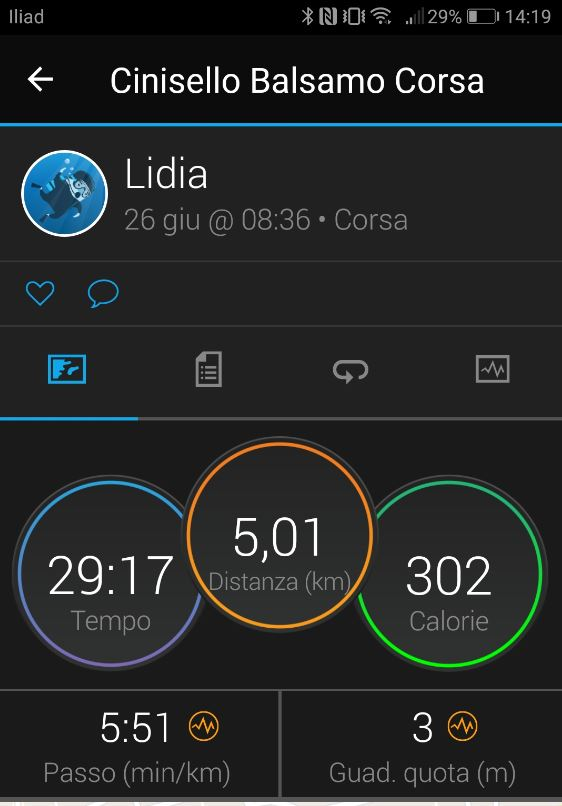 Iliad 29% 14:19
Cinisello Balsamo Corsa
Lidia
26 giu @ 08:36 • Corsa
29:17
Tempo
5,01
Distanza (km)
302
Calorie
5:51
Passo (min/km)
3
Guad. quota (m)